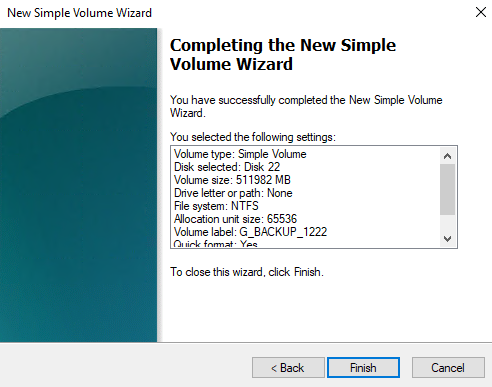 New Simple Volume Wizard
Completing the New Simple
Volume Wizard
You have successfully completed the New Simple Volume
Wizard.
You selected the following settings:
Volume type: Simple Volume
Disk selected: Disk 22
Volume size: 511982 MB
Drive letter or path: None
File system: NTFS
Allocation unit size: 65536
Volume label: G_BACKUP_1222
Quick format: Yes
To close this wizard, click Finish.
< Back
Finish
Cancel